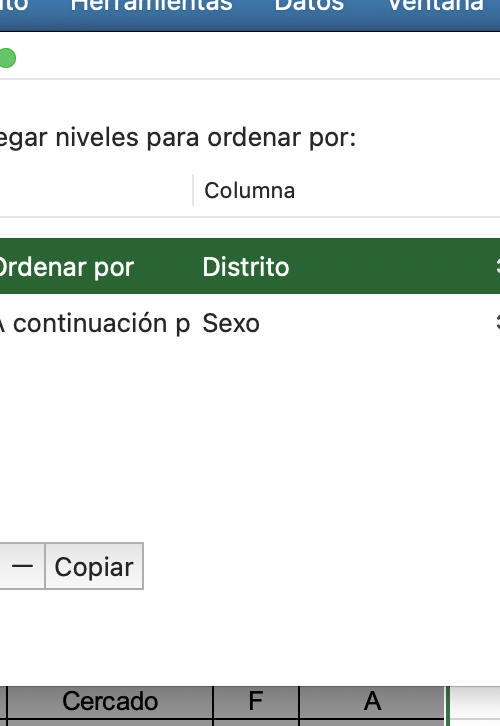 Herramientas Datos Ventana
egar niveles para ordenar por:
Columna
Ordenar por Distrito
A continuación p Sexo
Copiar
Cercado F A